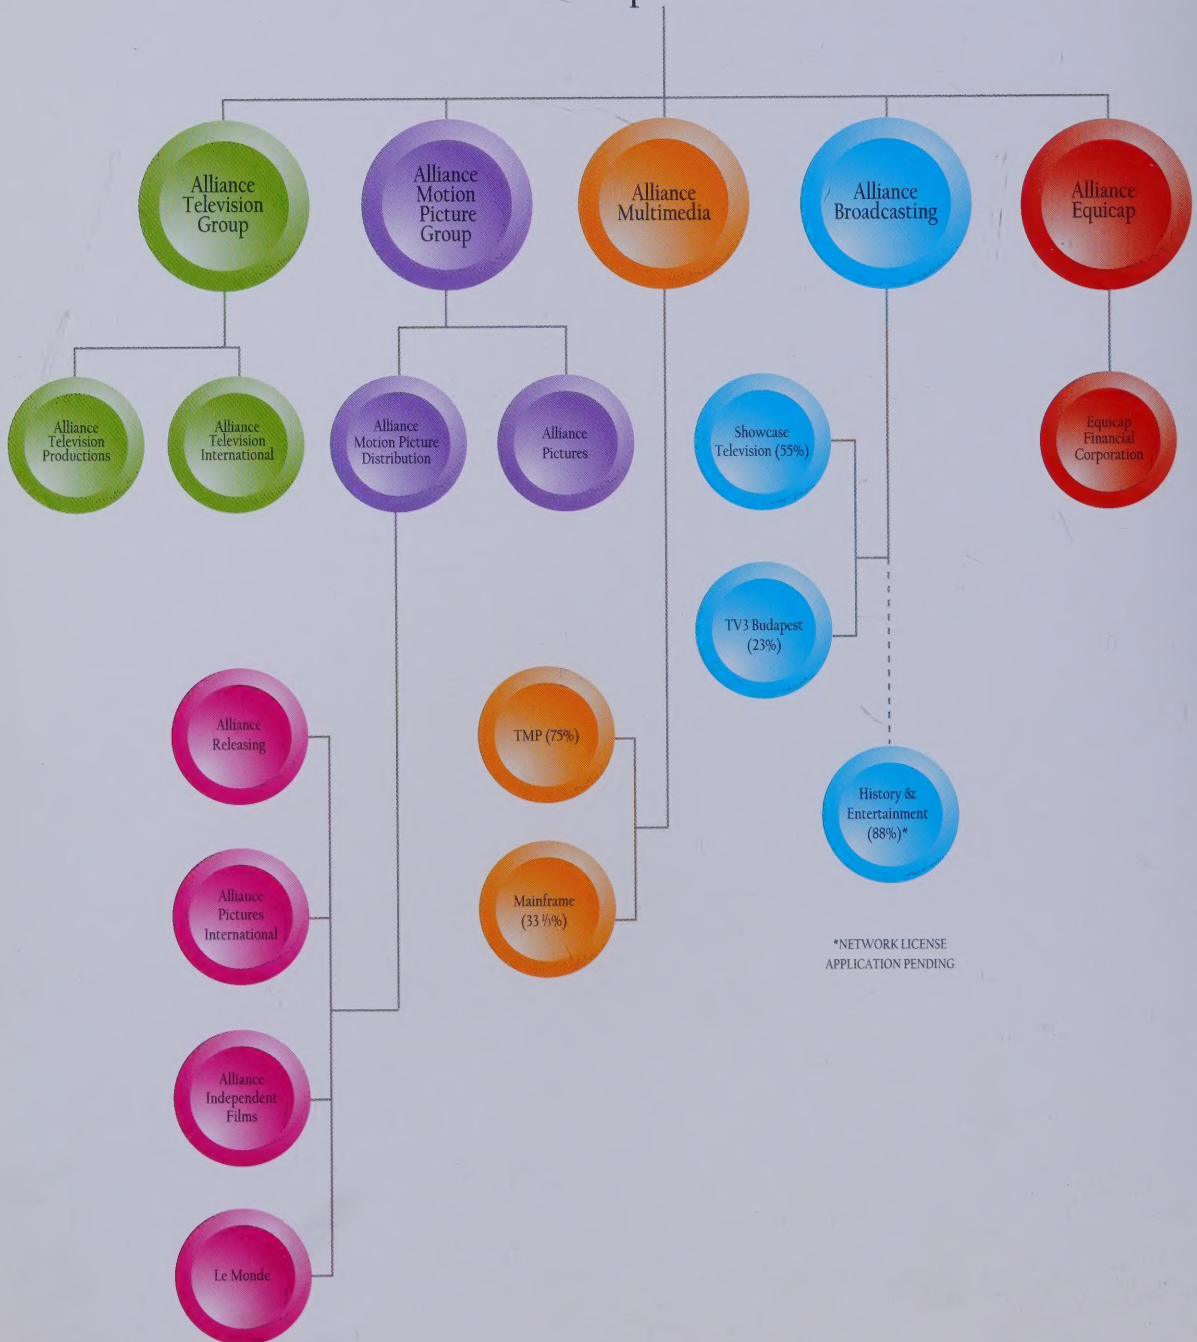 Alliance
Television
Group
Alliance
Motion
Picture
Group
Alliance
Multimedia
Alliance
Broadcasting
Alliance
Equicap
Alliance
Television
Productions
Alliance
Television
International
Alliance
Motion Picture
Distribution
Alliance
Pictures
Showcase
Television (55%)
Equicap
Financial
Corporation
TV3 Budapest
(23%)
Alliance
Releasing
TMP (75%)
History &
Entertainment
(88%)*
Alliance
Pictures
International
Mainframe
(33 ⅓%)
*NETWORK LICENSE
APPLICATION PENDING
Alliance
Independent
Films
Le Monde